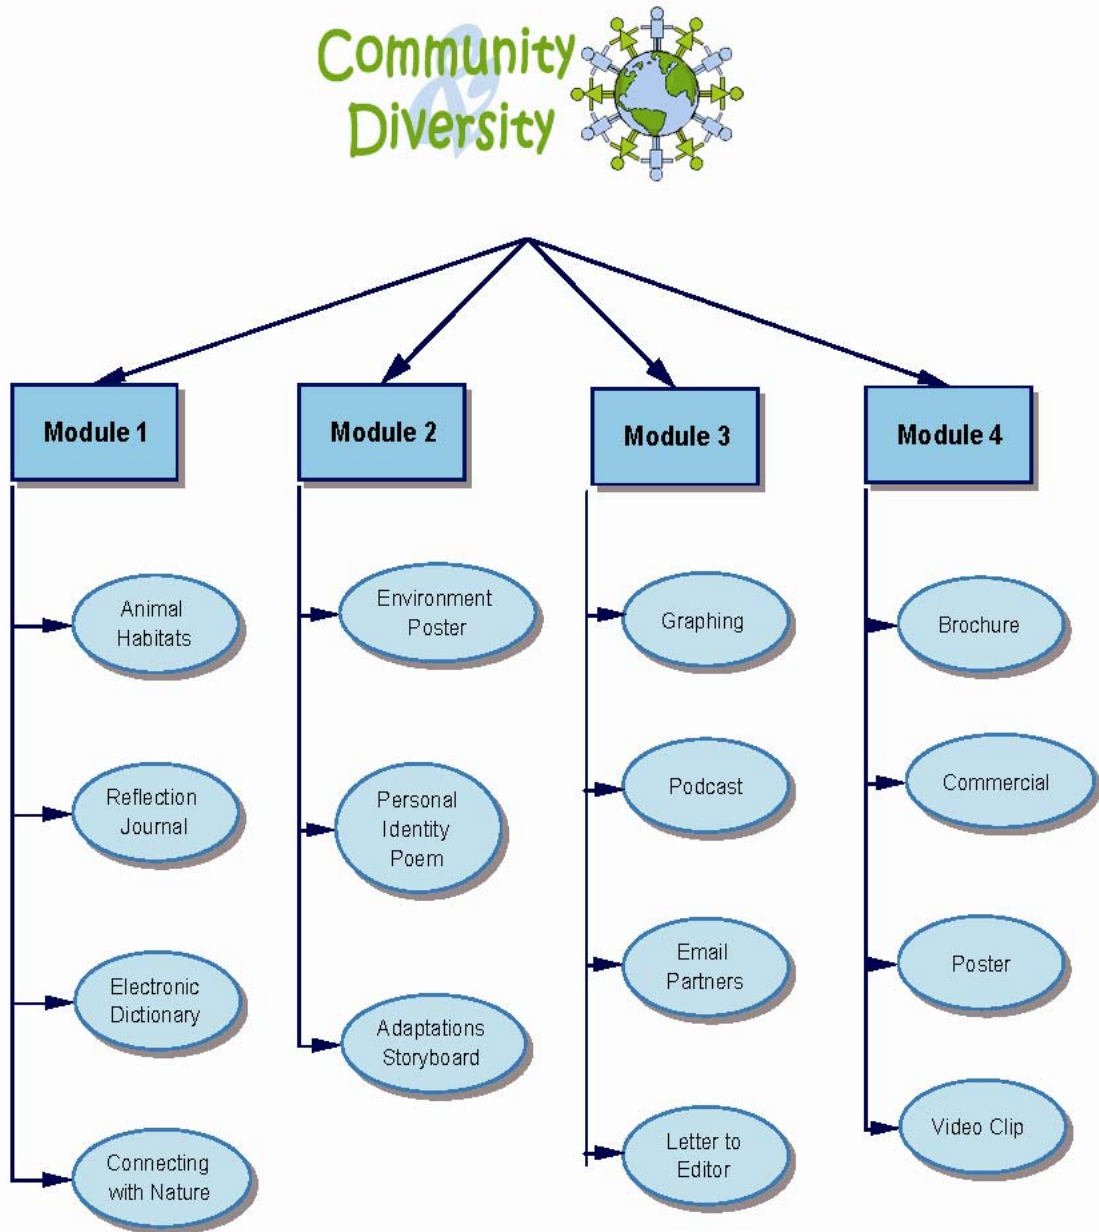 Community
&
Diversity
Module 1
Module 2
Module 3
Module 4
Animal
Habitats
Reflection
Journal
Electronic
Dictionary
Connecting
with Nature
Environment
Poster
Personal
Identity
Poem
Adaptations
Storyboard
Graphing
Podcast
Email
Partners
Letter to
Editor
Brochure
Commercial
Poster
Video Clip